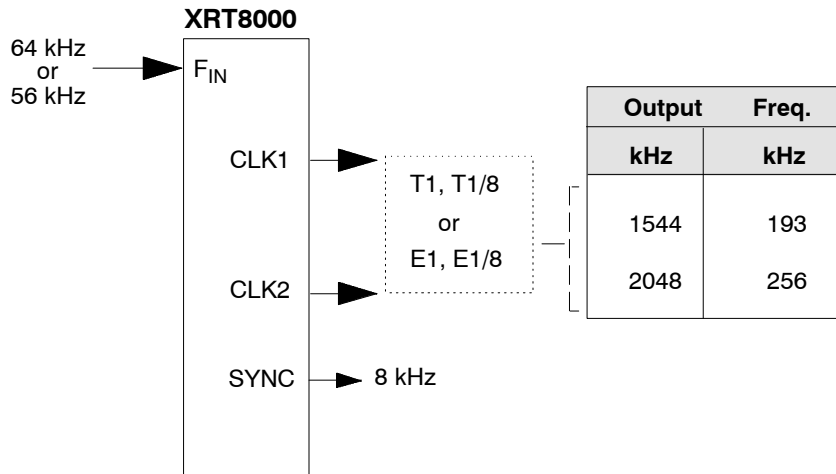 XRT8000
64 kHz
or
56 kHz
FIN
CLK1
CLK2
SYNC
8 kHz
T1, T1/8
or
E1, E1/8
Output Freq.
kHz kHz
1544 193
2048 256